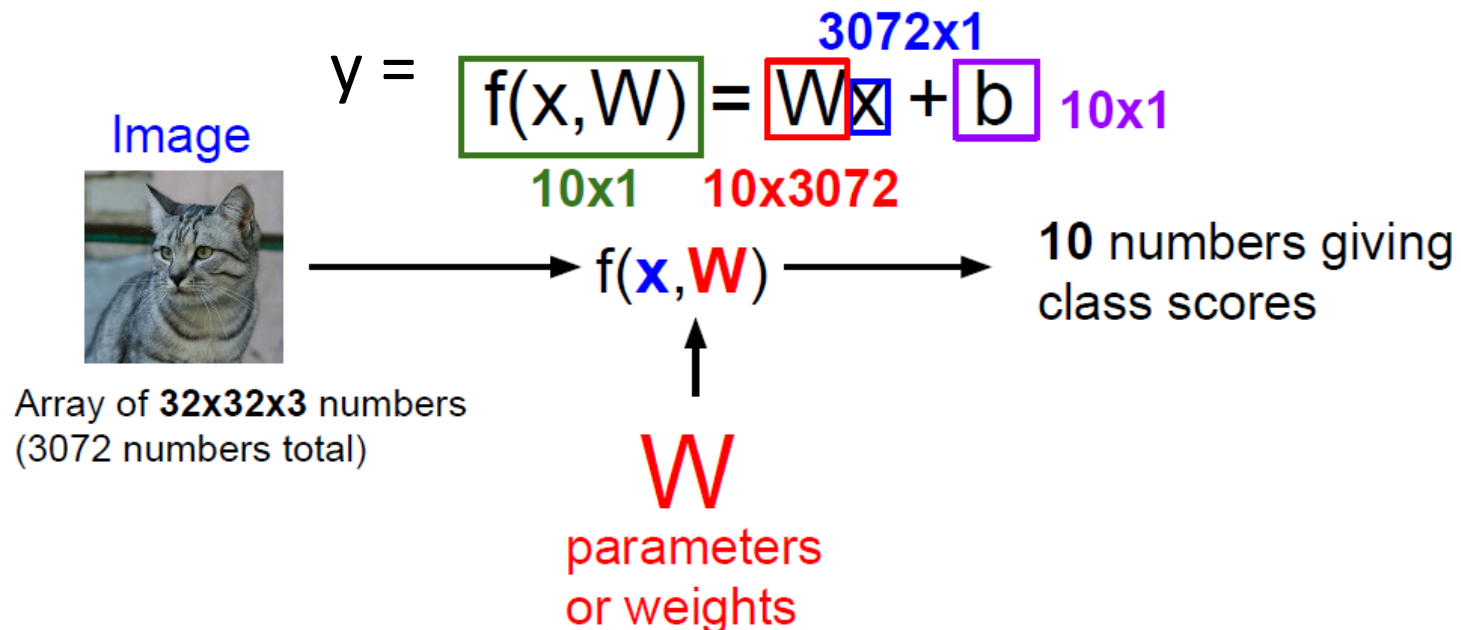 3072x1
y = f(x,W) = Wx + b 10x1
10x1 10x3072
Image
f(x,W)
10 numbers giving
class scores
Array of 32x32x3 numbers
(3072 numbers total)
W
parameters
or weights